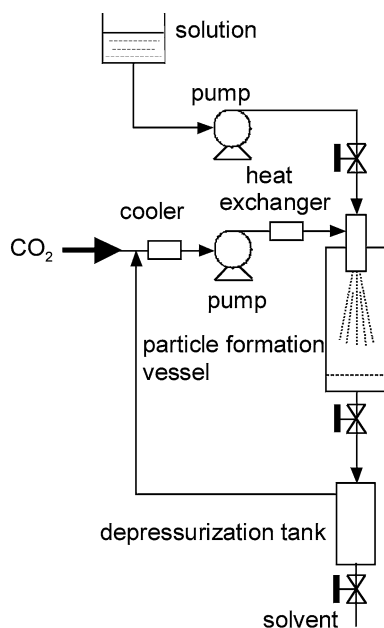 solution
pump
heat
exchanger
cooler
CO₂
pump
particle formation
vessel
depressurization tank
solvent